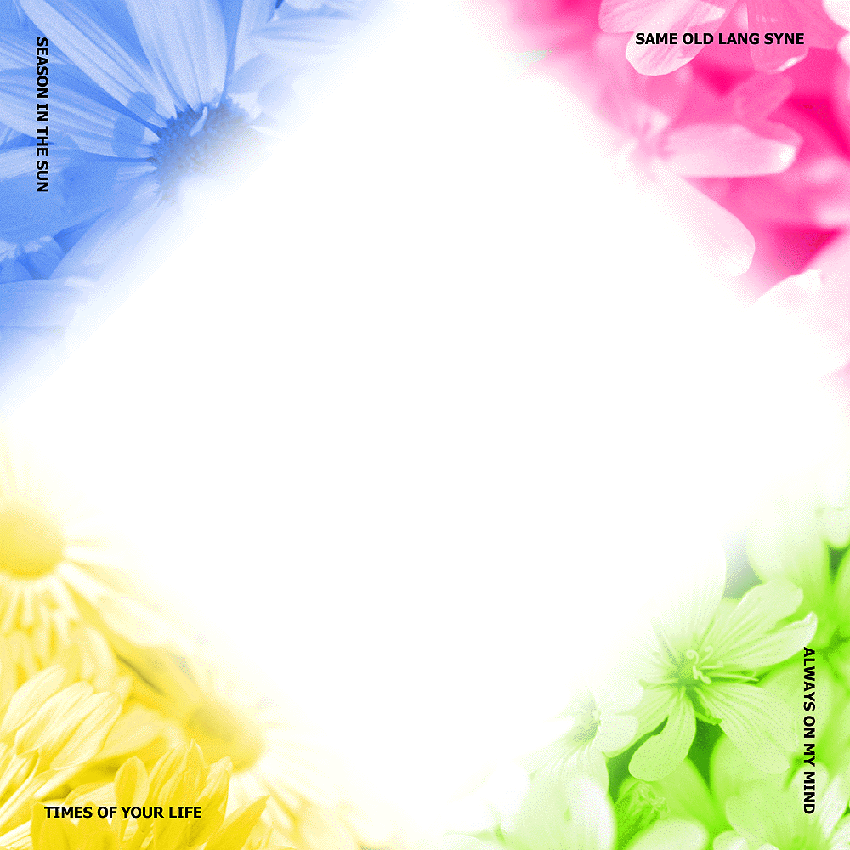 SEASON IN THE SUN
SAME OLD LANG SYNE
ALWAYS ON MY MIND
TIMES OF YOUR LIFE